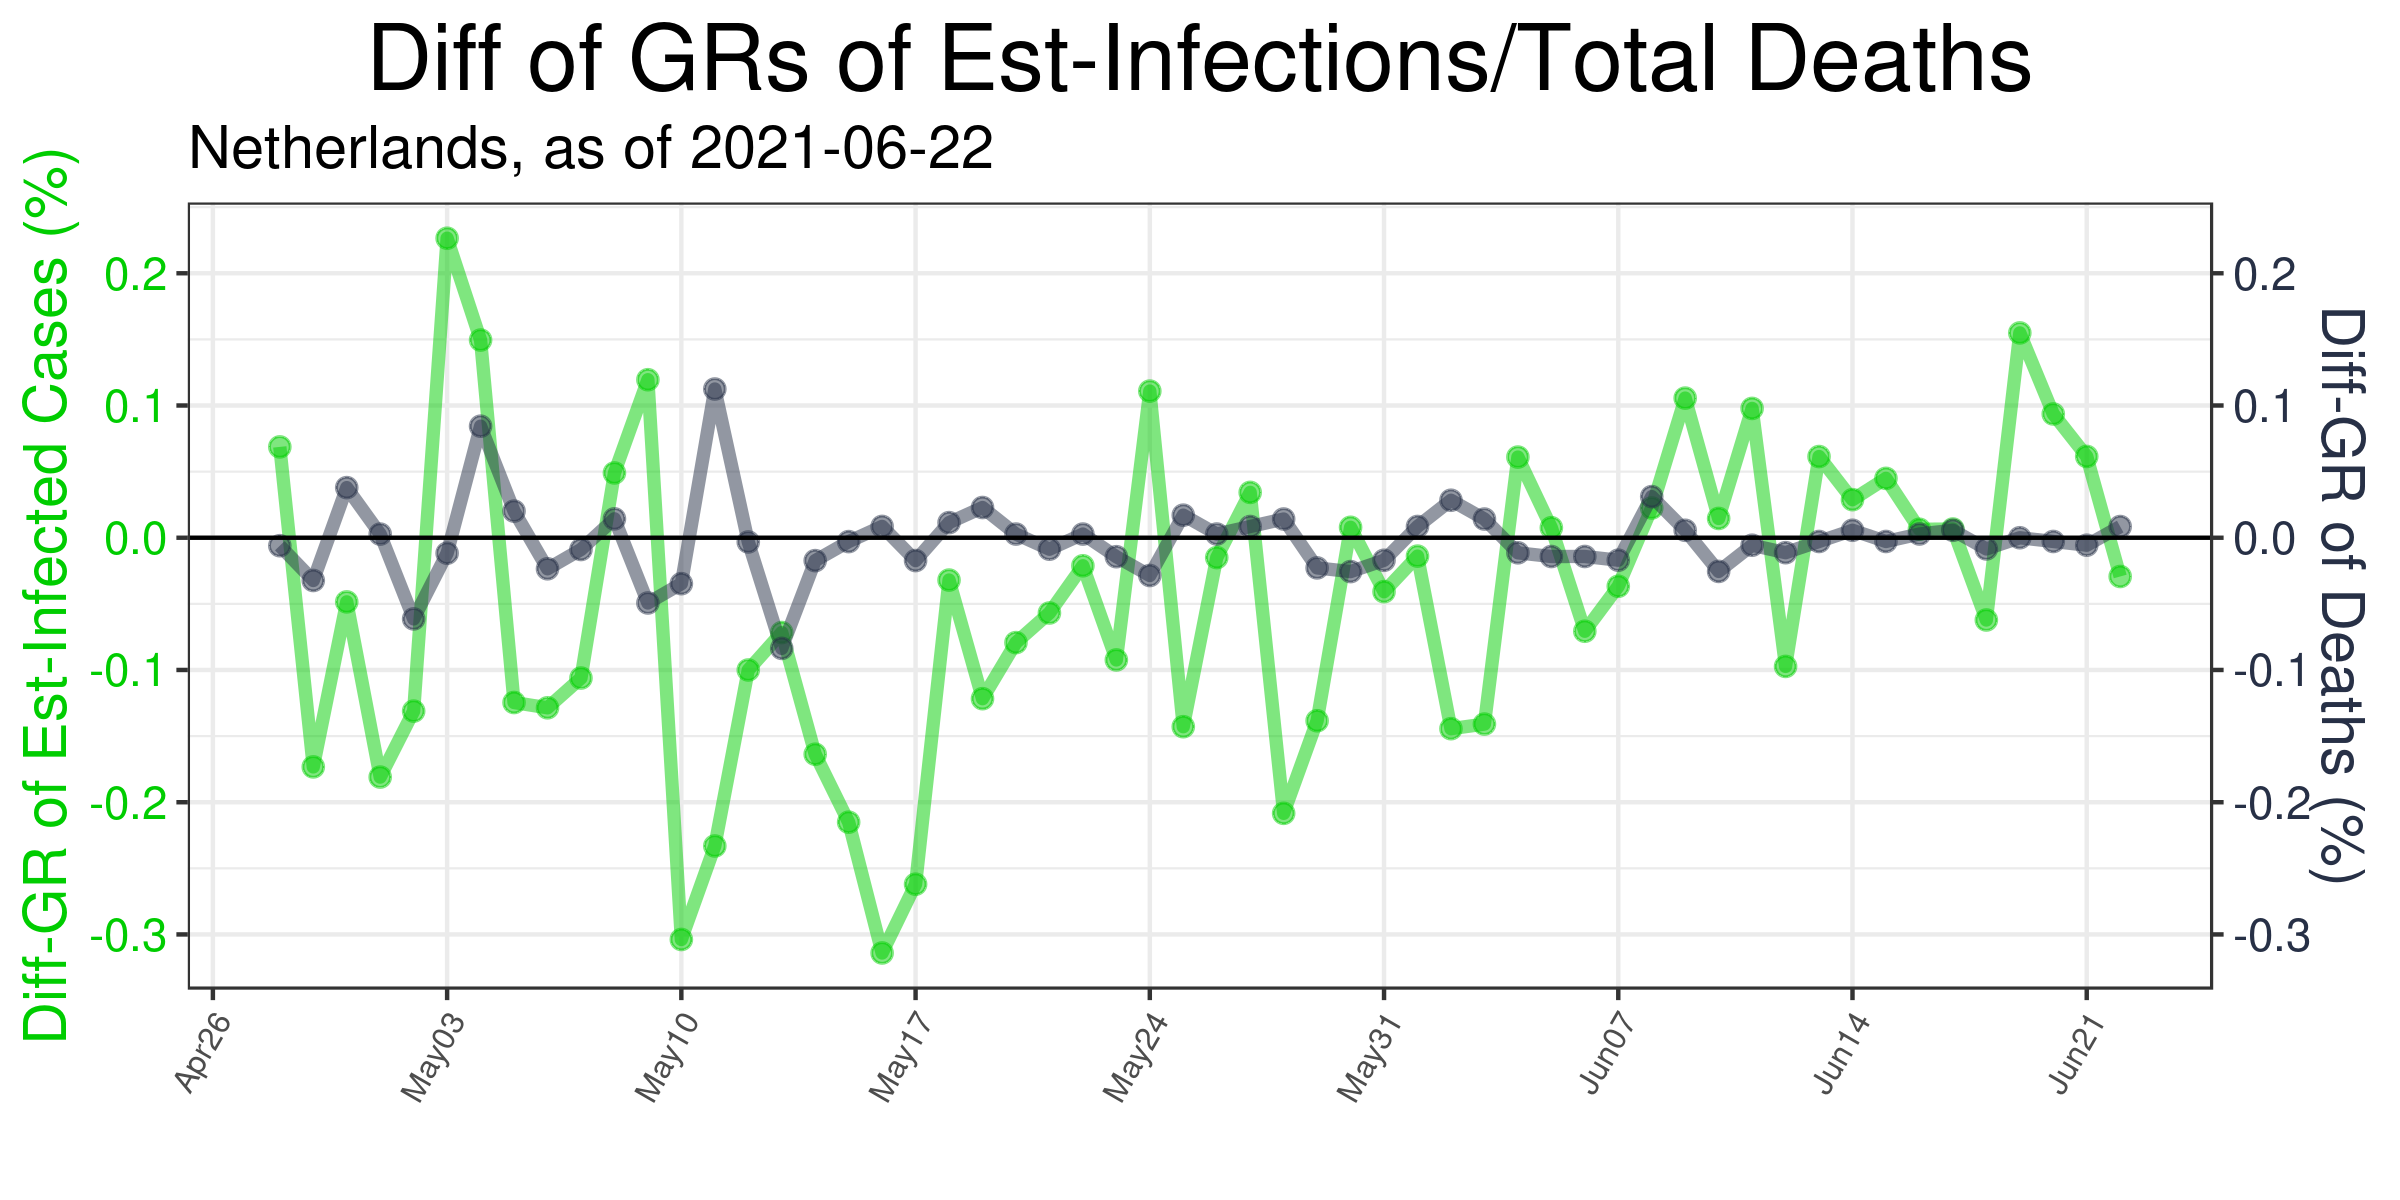 Diff of GRs of Est-Infections/Total Deaths
Netherlands, as of 2021-06-22
Diff-GR of Est-Infected Cases (%)
0.2
0.1
0.0
-0.1
-0.2
-0.3
0.2
0.1
0.0
-0.1
-0.2
-0.3
Diff-GR of Deaths (%)
Apr26
May03
May10
May17
May24
May31
Jun07
Jun14
Jun21